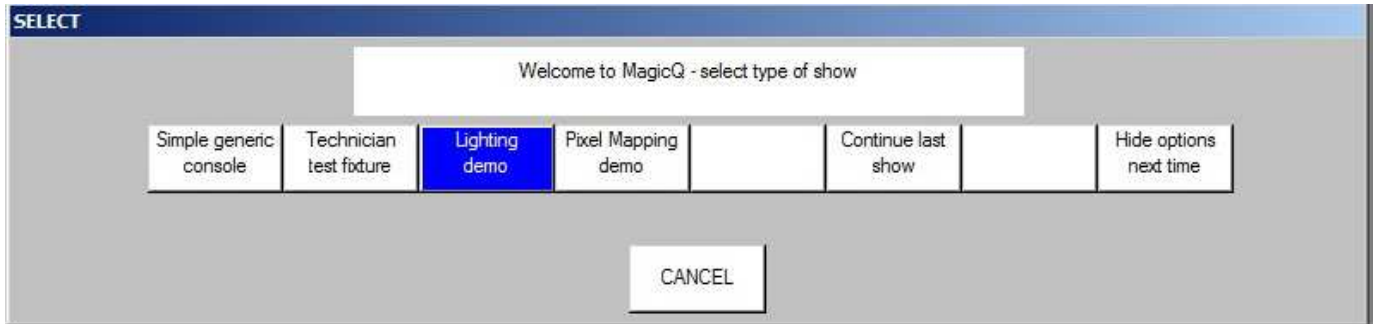 SELECT
Welcome to MagicQ - select type of show
Simple generic
console
Technician
test fixture
Lighting
demo
Pixel Mapping
demo
Continue last
show
Hide options
next time
CANCEL